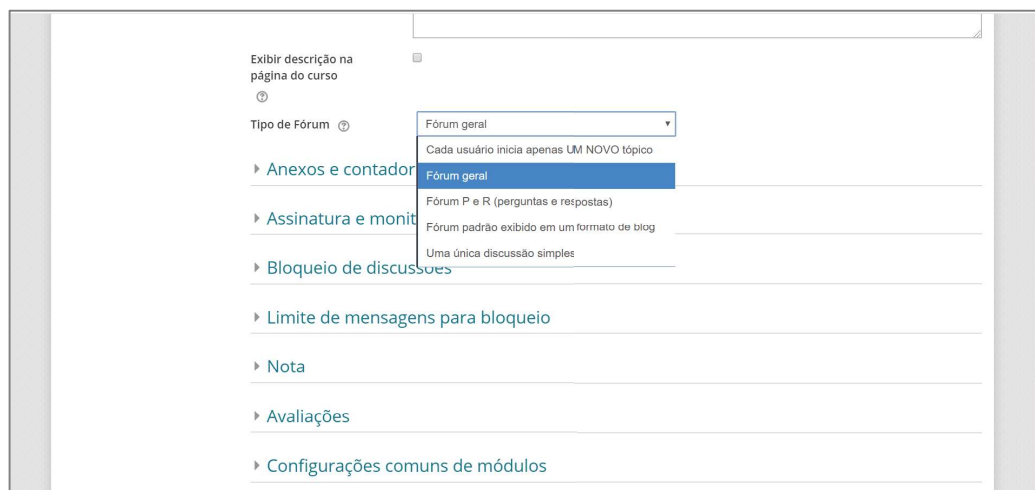 Exibir descrição na
página do curso
Tipo de Fórum
Fórum geral
Cada usuário inicia apenas UM NOVO tópico
Fórum geral
Fórum P e R (perguntas e respostas)
Fórum padrão exibido em um formato de blog
Uma única discussão simples
Anexos e contador
Assinatura e monit
Bloqueio de discussões
Limite de mensagens para bloqueio
Nota
Avaliações
Configurações comuns de módulos